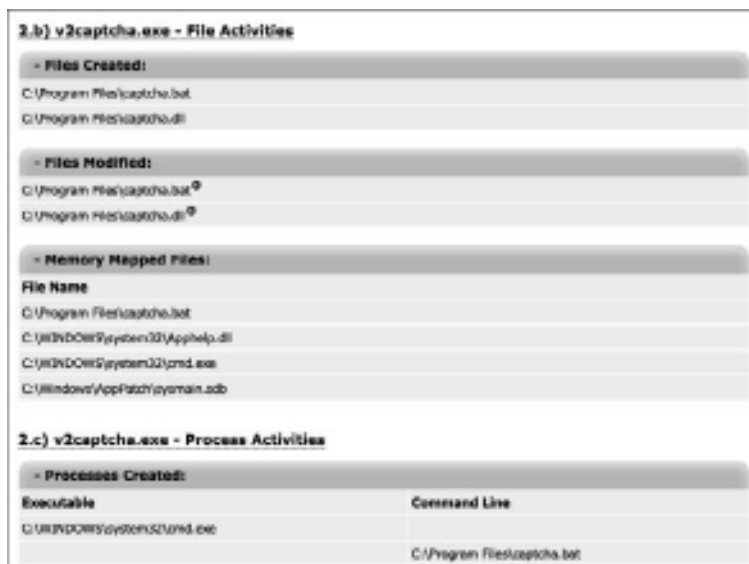 2.b) v2captcha.exe - File Activities
- Files Created:
C:\Program Files\captcha.bat
C:\Program Files\captcha.dll
- Files Modified:
C:\Program Files\captcha.bat
C:\Program Files\captcha.dll
- Memory Mapped Files:
File Name
C:\Program Files\captcha.bat
C:\WINDOWS\system32\Apphelp.dll
C:\WINDOWS\system32\cmd.exe
C:\Windows\AppPatch\sysmain.sdb
2.c) v2captcha.exe - Process Activities
- Processes Created:
Executable Command Line
C:\WINDOWS\system32\cmd.exe
C:\Program Files\captcha.bat